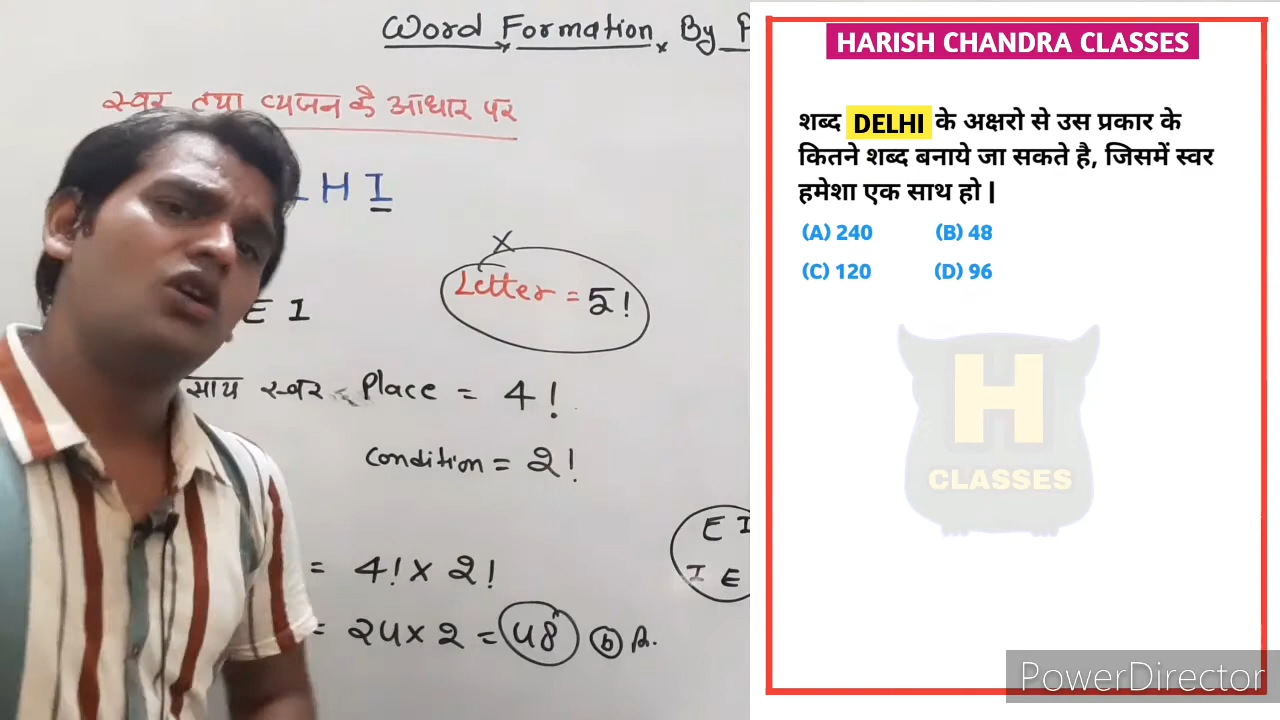 Word Formation By
स्वर तथा व्यजन के आधार पर
L H I
Letter = 5!
X
E I
साथ स्वर Place = 4!
Condition = 2!
E I
I E
= 4! X 2!
= 24 X 2 = 48 (b) A.
HARISH CHANDRA CLASSES
शब्द DELHI के अक्षरो से उस प्रकार के
कितने शब्द बनाये जा सकते है, जिसमें स्वर
हमेशा एक साथ हो |
(A) 240 (B) 48
(C) 120 (D) 96
H
CLASSES
PowerDirector